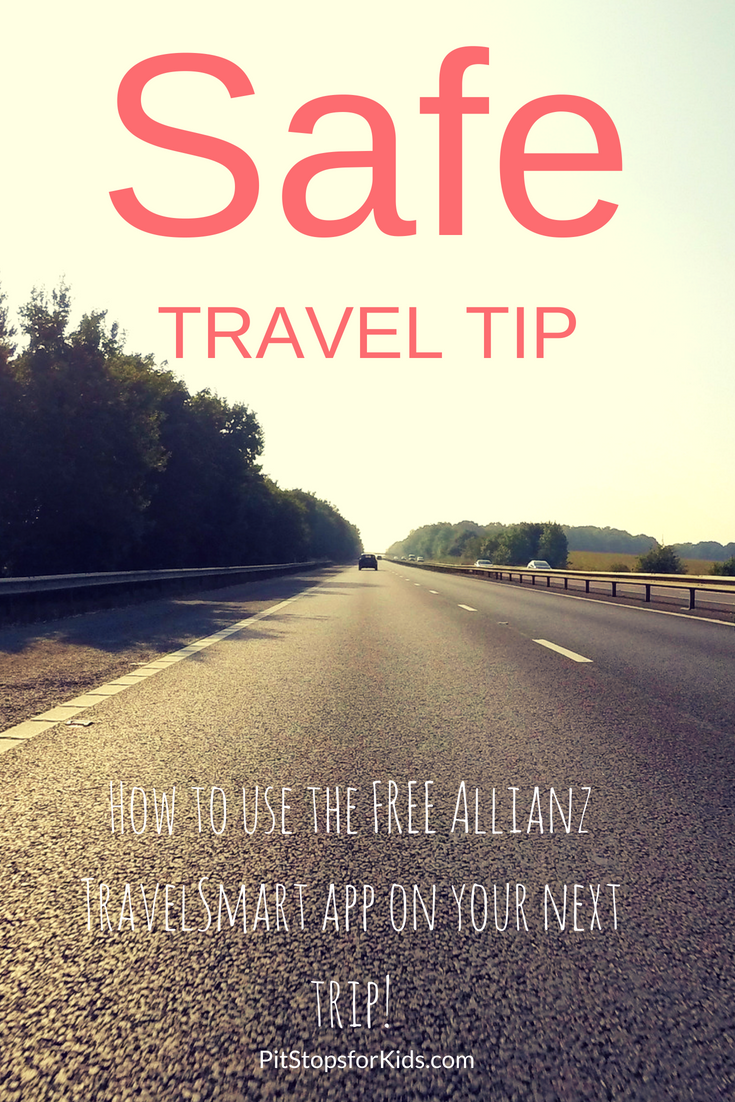 Safe
TRAVEL TIP
How to use the FREE Allianz
TravelSmart app on your next
trip!
PitStopsforKids.com